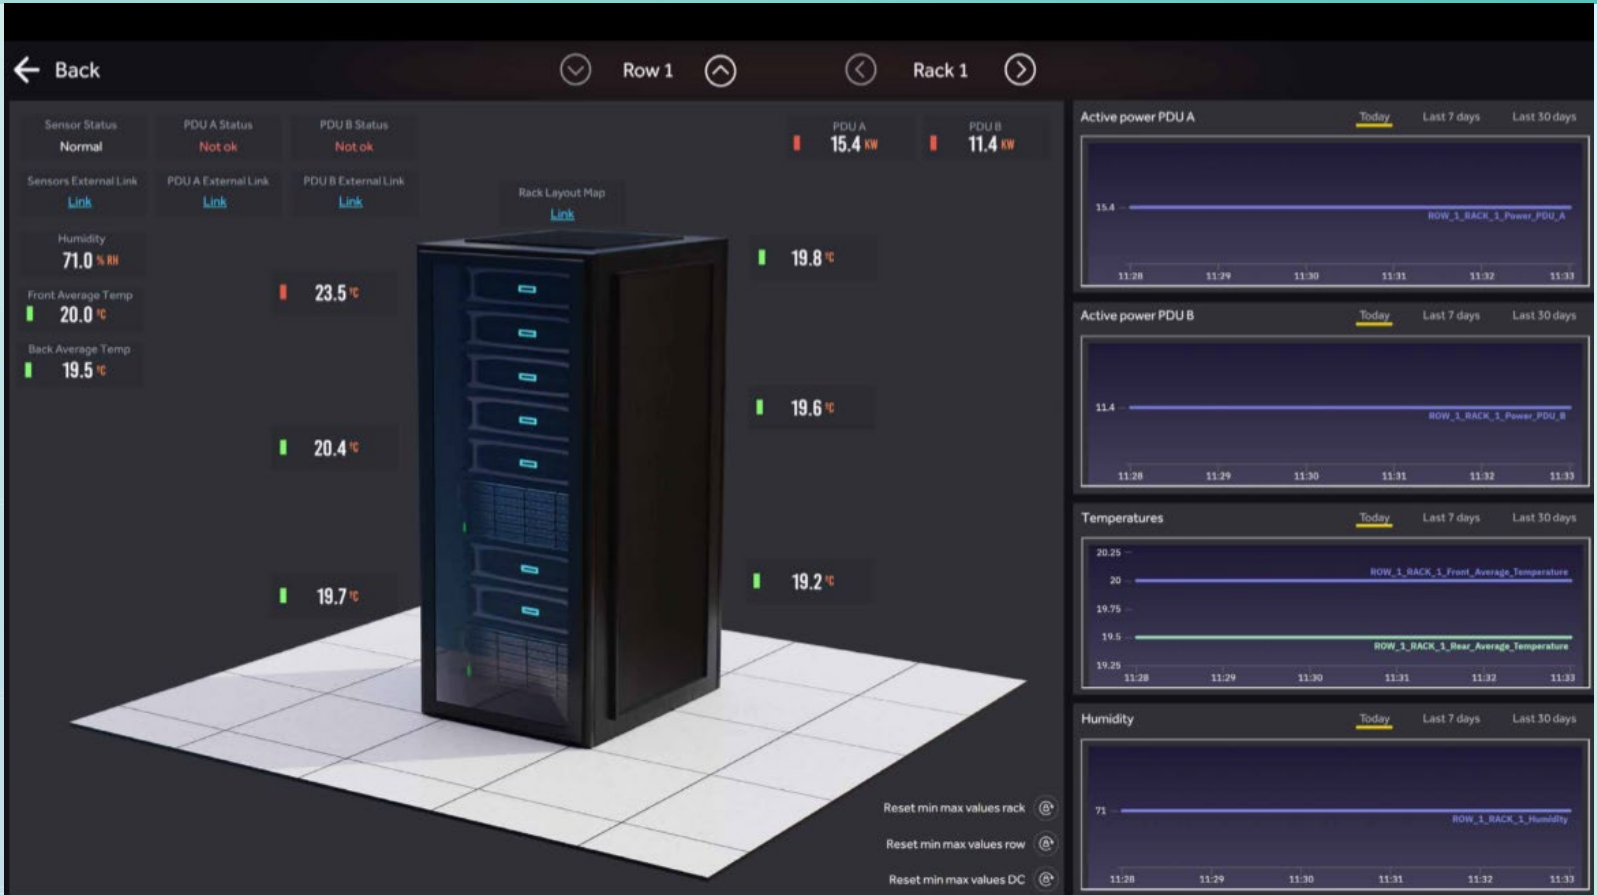 Back
Row 1
Rack 1
Sensor Status
Normal
PDU A Status
Not ok
PDU B Status
Not ok
Sensors External Link
Link
PDU A External Link
Link
PDU B External Link
Link
Humidity
71.0 % RH
Front Average Temp
20.0 °C
Back Average Temp
19.5 °C
PDU A
15.4 KW
PDU B
11.4 KW
Rack Layout Map
Link
23.5 °C
20.4 °C
19.7 °C
19.8 °C
19.6 °C
19.2 °C
Reset min max values rack
Reset min max values row
Reset min max values DC
Active power PDU A
Today Last 7 days Last 30 days
15.4
ROW_1_RACK_1_Power_PDU_A
11:28 11:29 11:30 11:31 11:32 11:33
Active power PDU B
Today Last 7 days Last 30 days
11.4
ROW_1_RACK_1_Power_PDU_B
11:28 11:29 11:30 11:31 11:32 11:33
Temperatures
Today Last 7 days Last 30 days
20.25
ROW_1_RACK_1_Front_Average_Temperature
20
19.75
19.5
ROW_1_RACK_1_Rear_Average_Temperature
19.25
11:28 11:29 11:30 11:31 11:32 11:33
Humidity
Today Last 7 days Last 30 days
71
ROW_1_RACK_1_Humidity
11:28 11:29 11:30 11:31 11:32 11:33